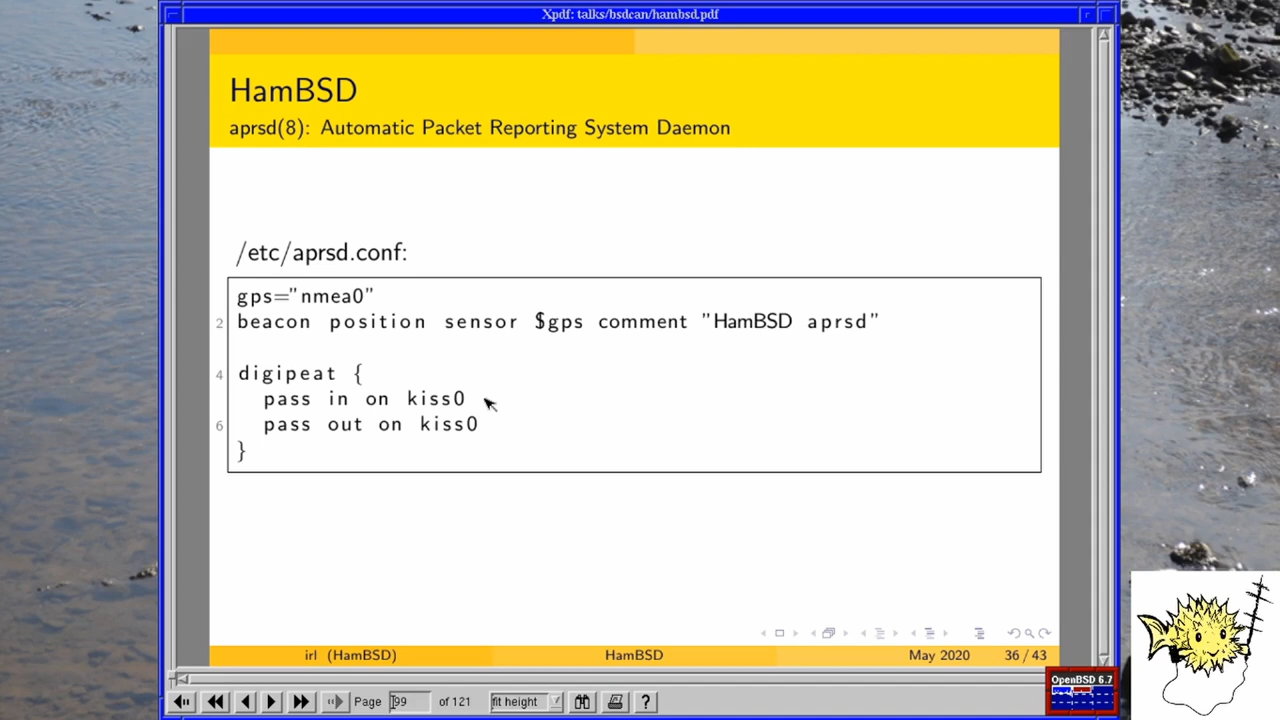 Xpdf: talks/bsdcan/hambsd.pdf
HamBSD
aprsd(8): Automatic Packet Reporting System Daemon
/etc/aprsd.conf:
gps="nmea0"
2 beacon position sensor $gps comment "HamBSD aprsd"
4 digipeat {
pass in on kiss0
6 pass out on kiss0
}
irl (HamBSD) HamBSD May 2020 36 / 43
OpenBSD 6.7
Page 99 of 121 fit height ?